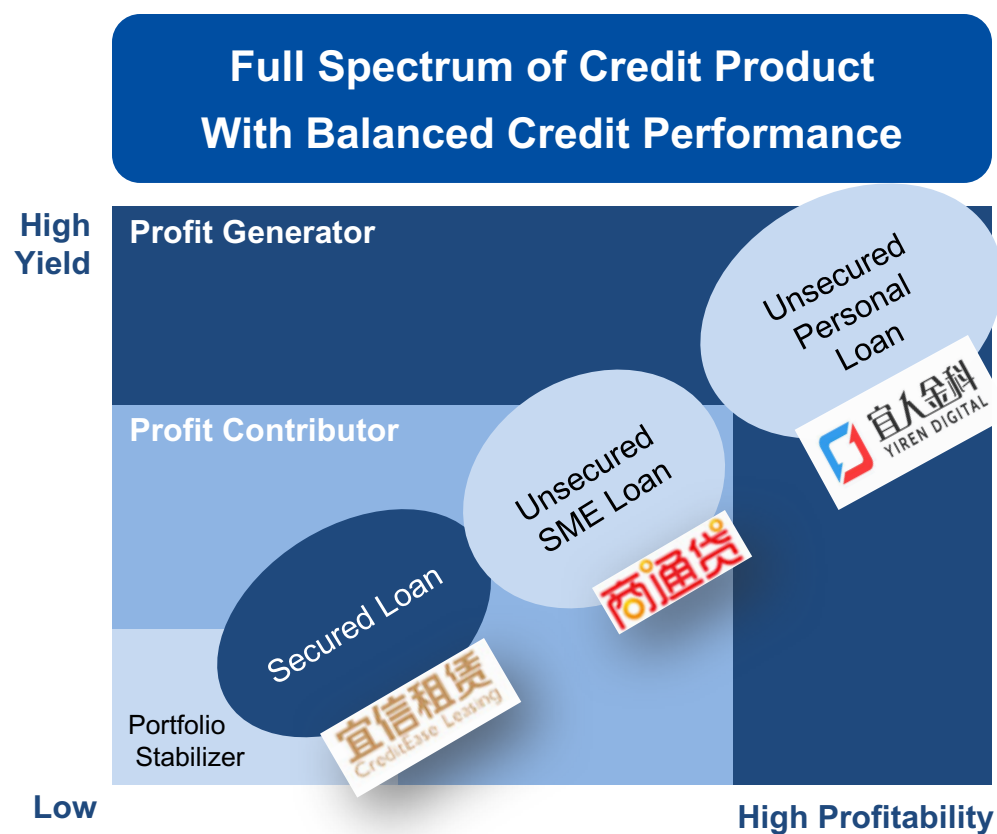 Full Spectrum of Credit Product
With Balanced Credit Performance
High
Yield
Profit Generator
Unsecured
Personal
Loan
宜人金科
YIREN DIGITAL
Profit Contributor
Unsecured
SME Loan
商通贷
Secured Loan
宜信租赁
CreditEase Leasing
Portfolio
Stabilizer
Low
High Profitability